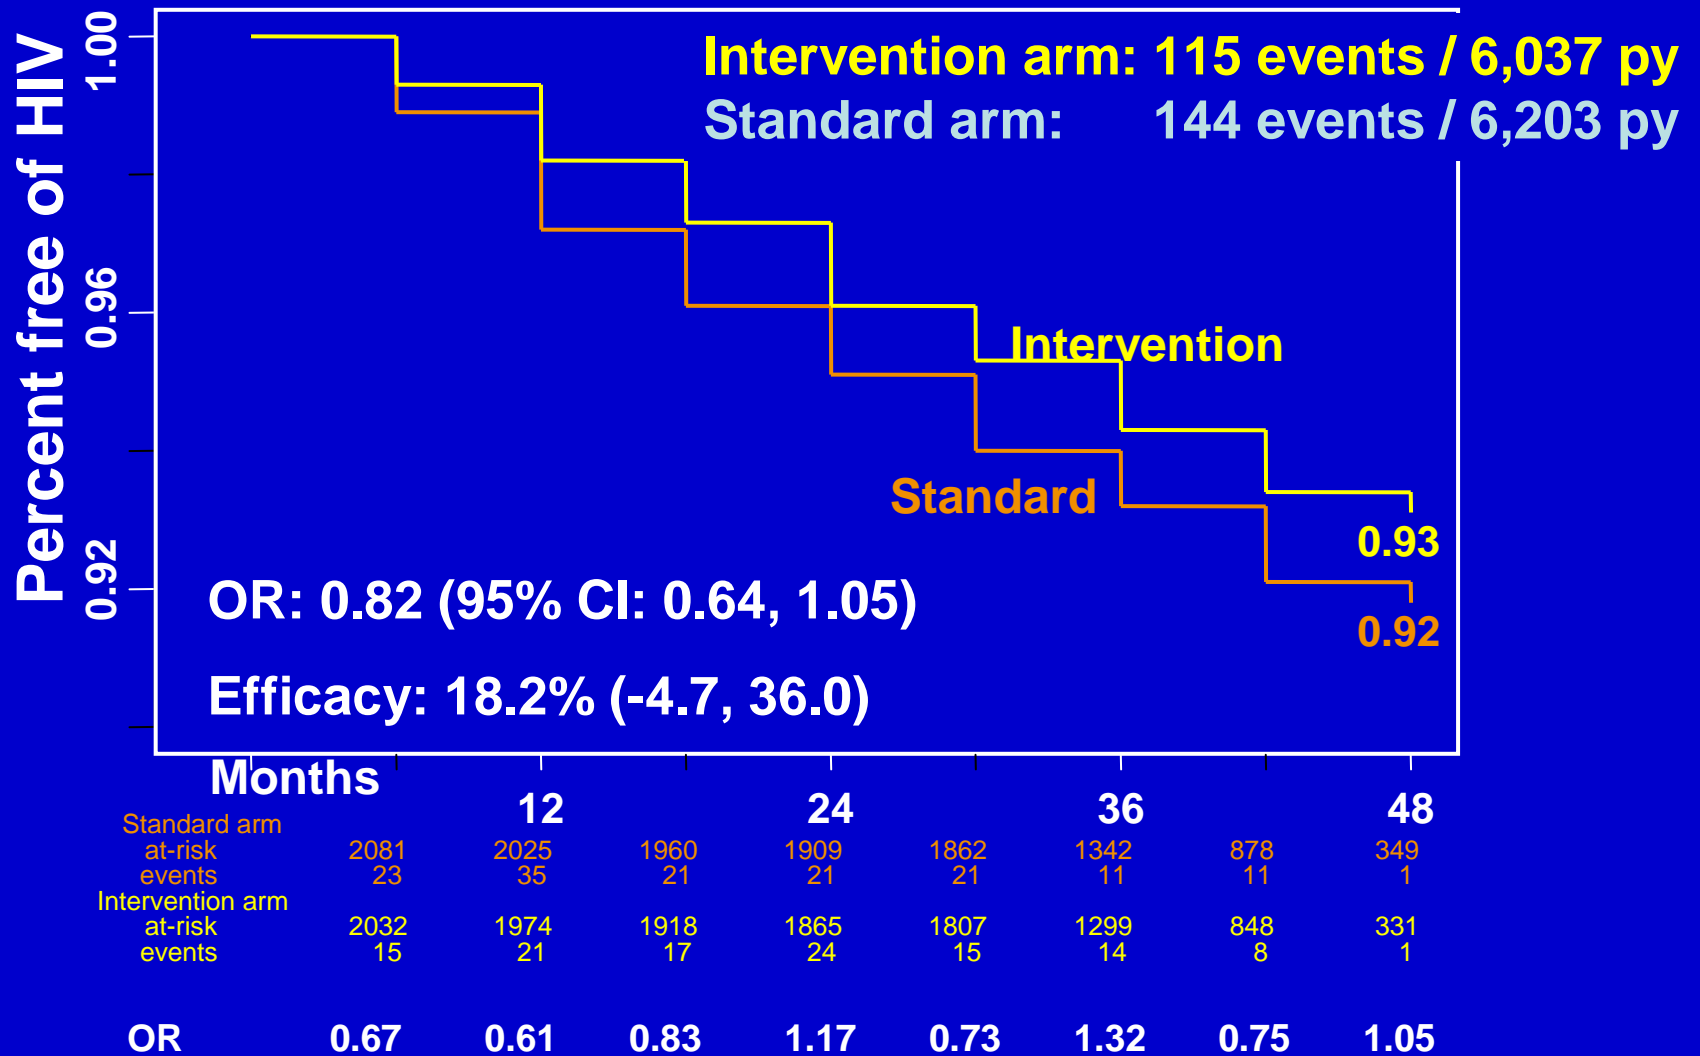 Percent free of HIV
1.00
0.96
0.92
Intervention arm: 115 events / 6,037 py
Standard arm: 144 events / 6,203 py
Intervention
Standard
0.93
0.92
OR: 0.82 (95% CI: 0.64, 1.05)
Efficacy: 18.2% (-4.7, 36.0)
Months
12 24 36 48
Standard arm
at-risk 2081 2025 1960 1909 1862 1342 878 349
events 23 35 21 21 21 11 11 1
Intervention arm
at-risk 2032 1974 1918 1865 1807 1299 848 331
events 15 21 17 24 15 14 8 1
OR 0.67 0.61 0.83 1.17 0.73 1.32 0.75 1.05